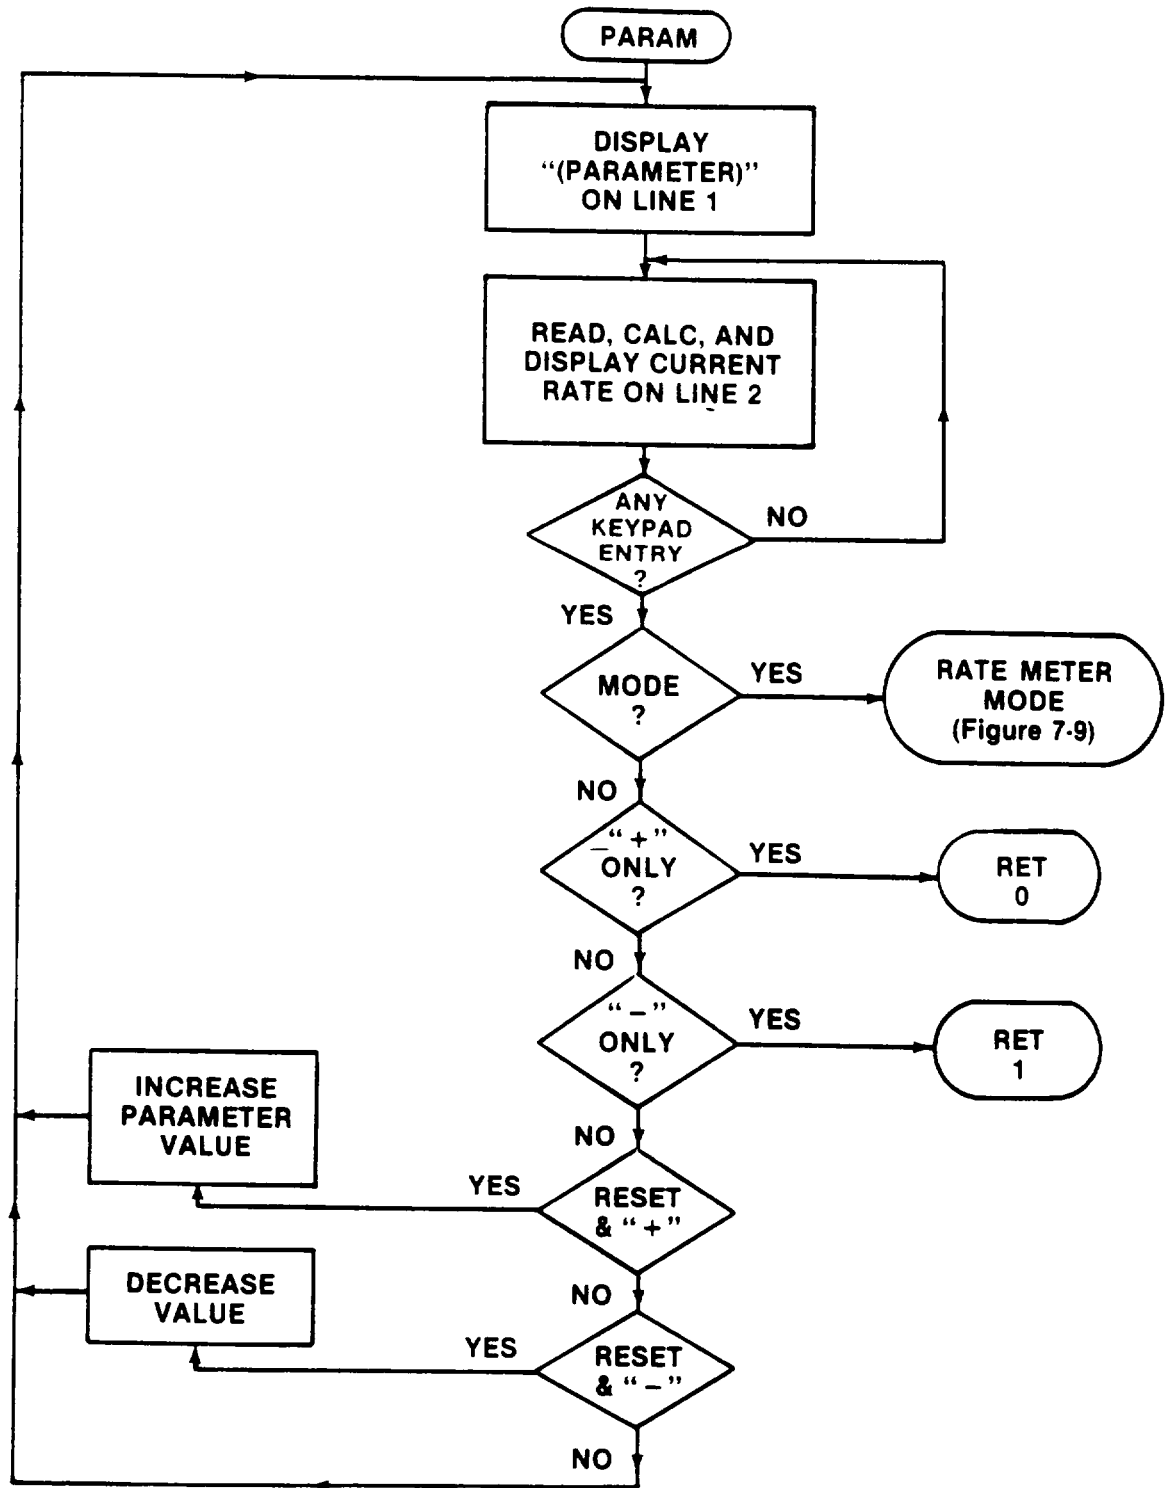 PARAM
DISPLAY
“(PARAMETER)”
ON LINE 1
READ, CALC, AND
DISPLAY CURRENT
RATE ON LINE 2
ANY
KEYPAD
ENTRY
?
NO
YES
MODE
?
YES
RATE METER
MODE
(Figure 7-9)
NO
“+”
ONLY
?
YES
RET
0
NO
“−”
ONLY
?
YES
RET
1
NO
INCREASE
PARAMETER
VALUE
YES
RESET
& “+”
NO
DECREASE
VALUE
YES
RESET
& “−”
NO